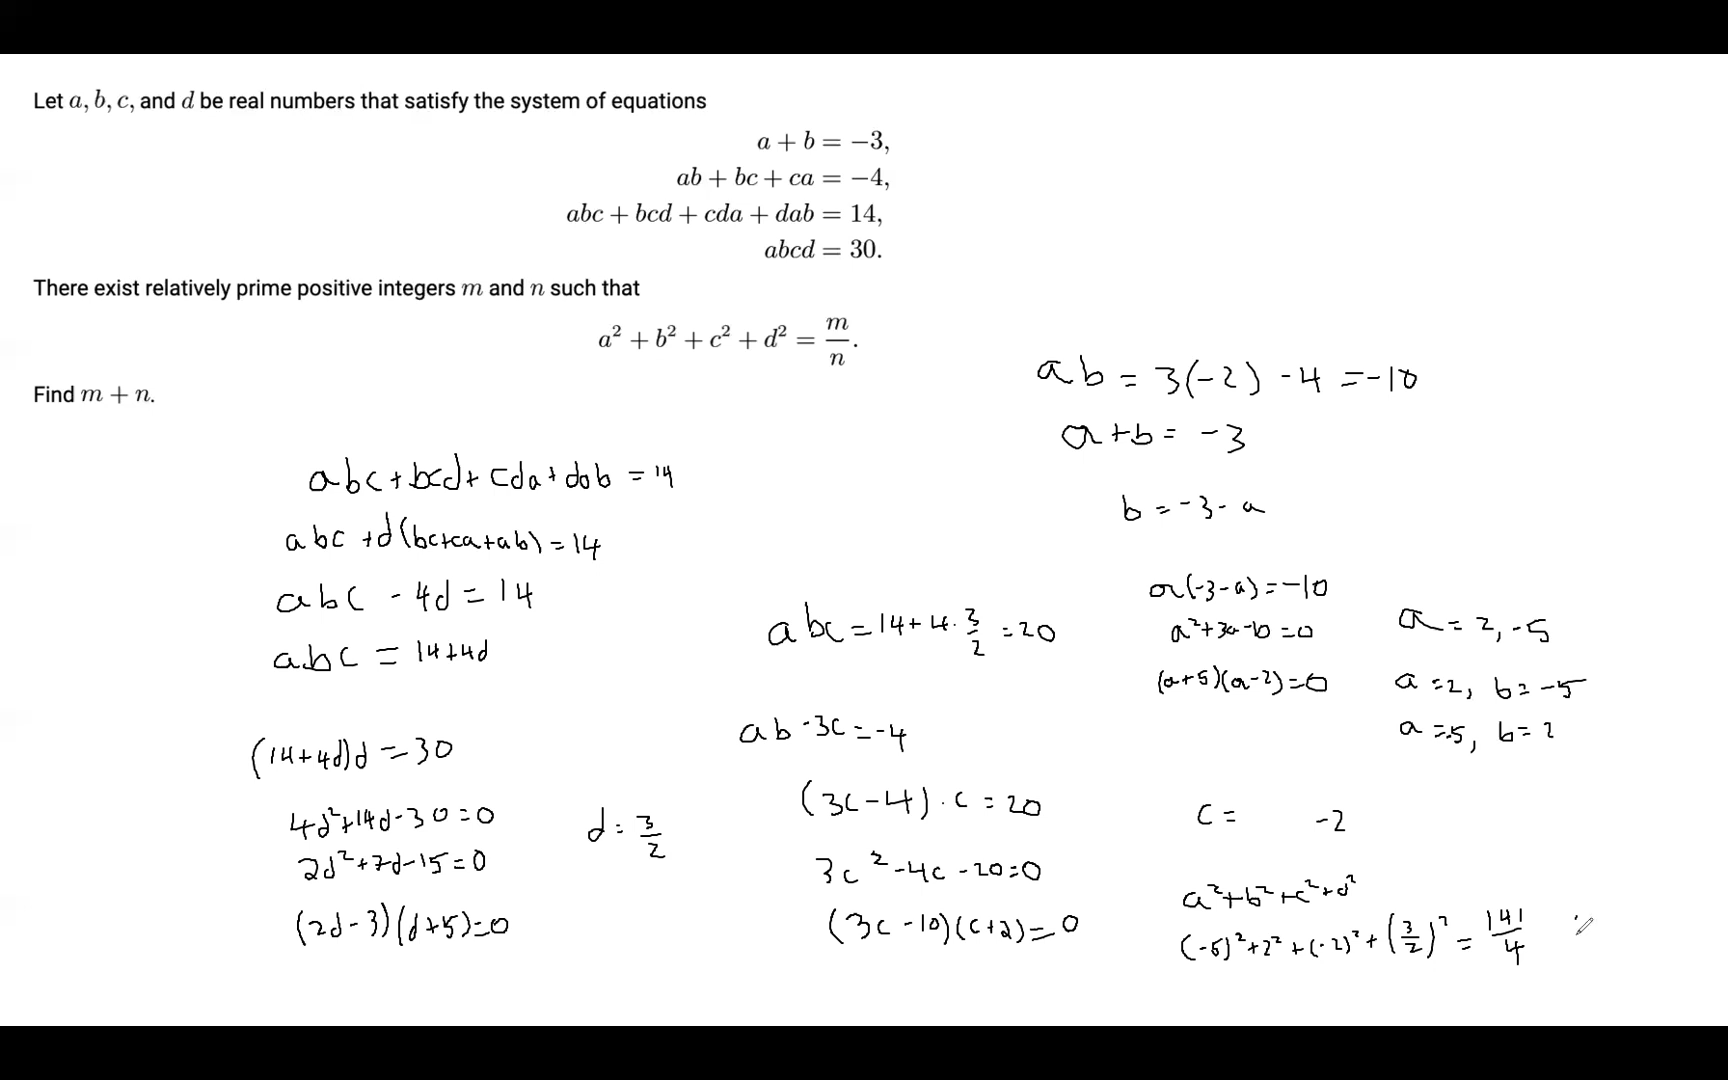 Let a, b, c, and d be real numbers that satisfy the system of equations
a + b = −3,
ab + bc + ca = −4,
abc + bcd + cda + dab = 14,
abcd = 30.
There exist relatively prime positive integers m and n such that
a² + b² + c² + d² = m/n.
Find m + n.
abc + bcd + cda + dab = 14
abc + d(bc+ca+ab) = 14
abc - 4d = 14
abc = 14+4d
(14+4d)d = 30
4d²+14d-30=0
2d²+7d-15=0
(2d-3)(d+5)=0
d = 3/2
abc = 14+4·3/2 = 20
ab -3c = -4
(3c-4)·c = 20
3c²-4c-20=0
(3c-10)(c+2)=0
ab = 3(-2) -4 = -10
a+b = -3
b = -3-a
a(-3-a) = -10
a²+3a-10=0
(a+5)(a-2)=0
a = 2, -5
a=2, b=-5
a=-5, b=2
c = -2
a²+b²+c²+d²
(-5)²+2²+(-2)²+(3/2)² = 141/4